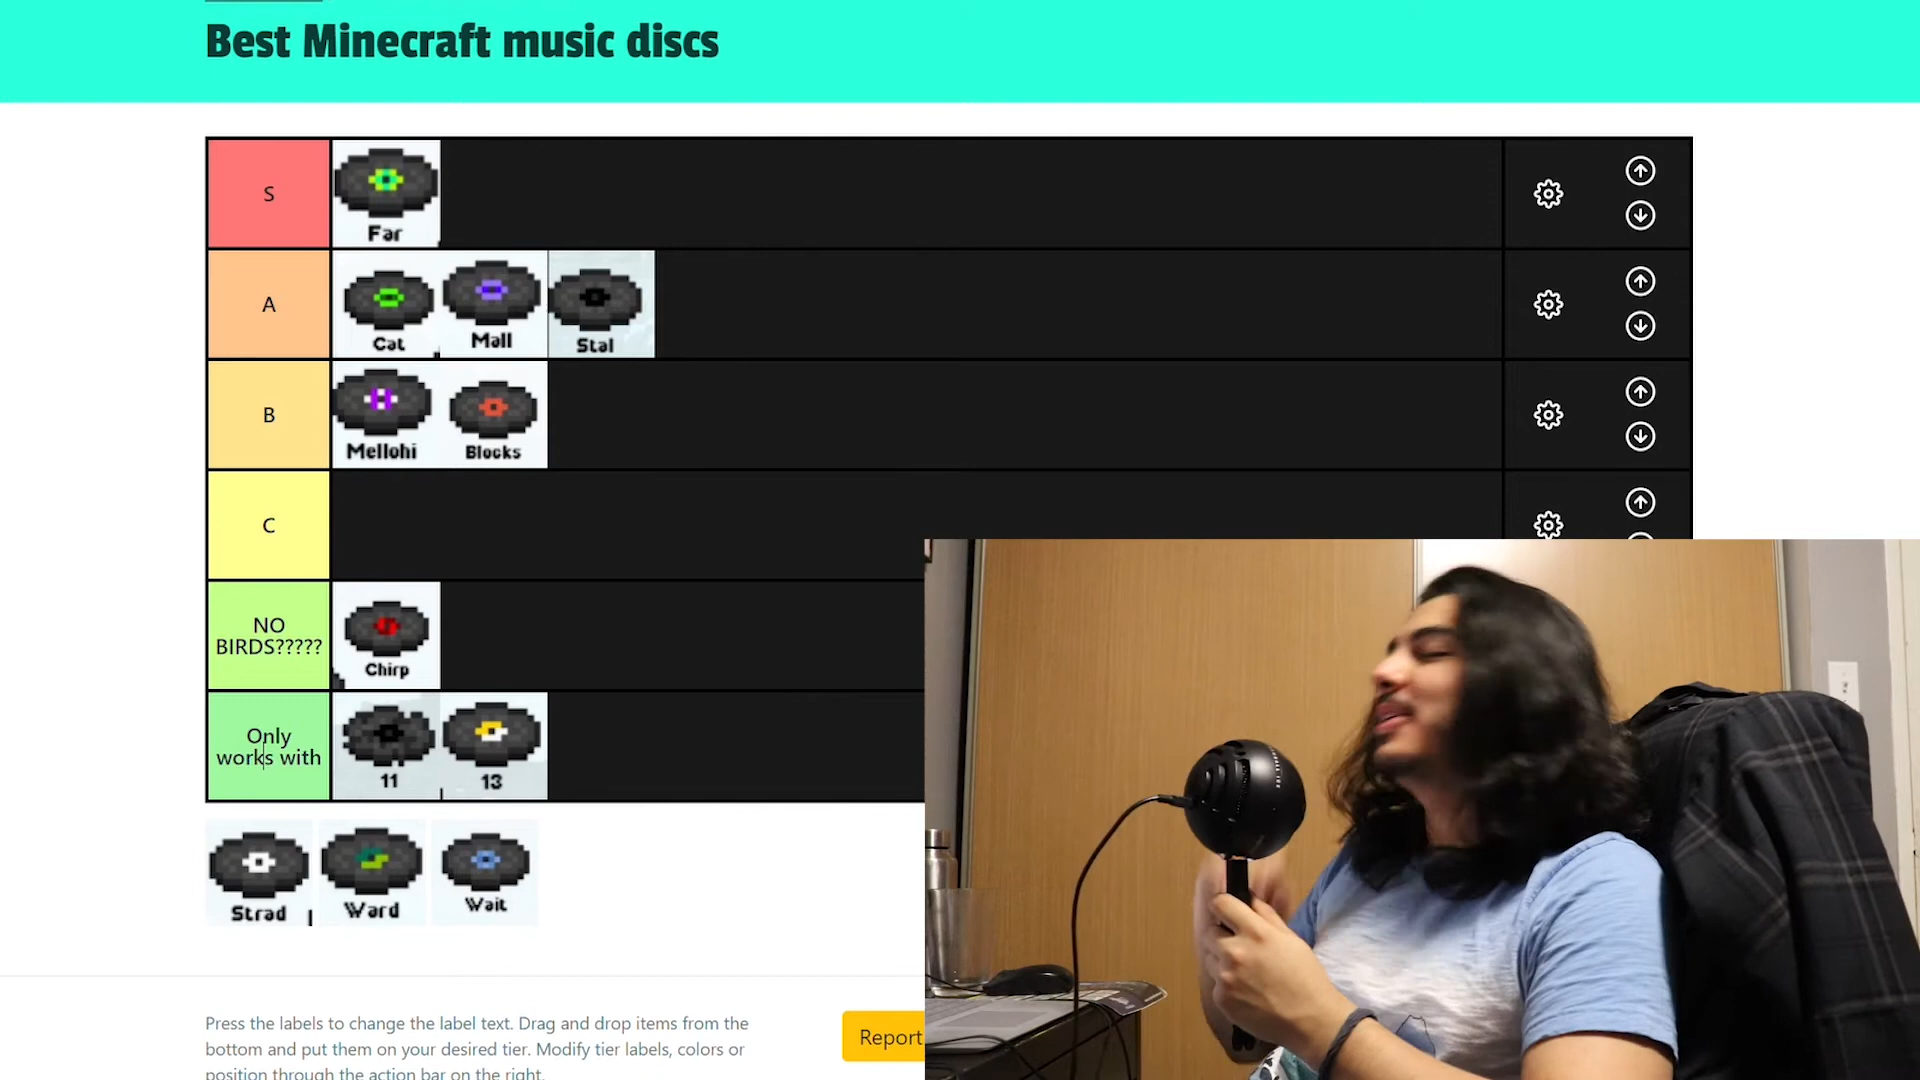 Best Minecraft music discs
S
Far
A
Cat
Mall
Stal
B
Mellohi
Blocks
C
NO
BIRDS?????
Chirp
Only
works with
11
13
Strad
Ward
Wait
Press the labels to change the label text. Drag and drop items from the
bottom and put them on your desired tier. Modify tier labels, colors or
position through the action bar on the right.
Report